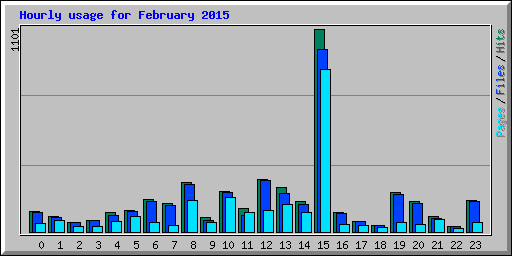 Hourly usage for February 2015
1101
Pages/Files/Hits
0 1 2 3 4 5 6 7 8 9 10 11 12 13 14 15 16 17 18 19 20 21 22 23